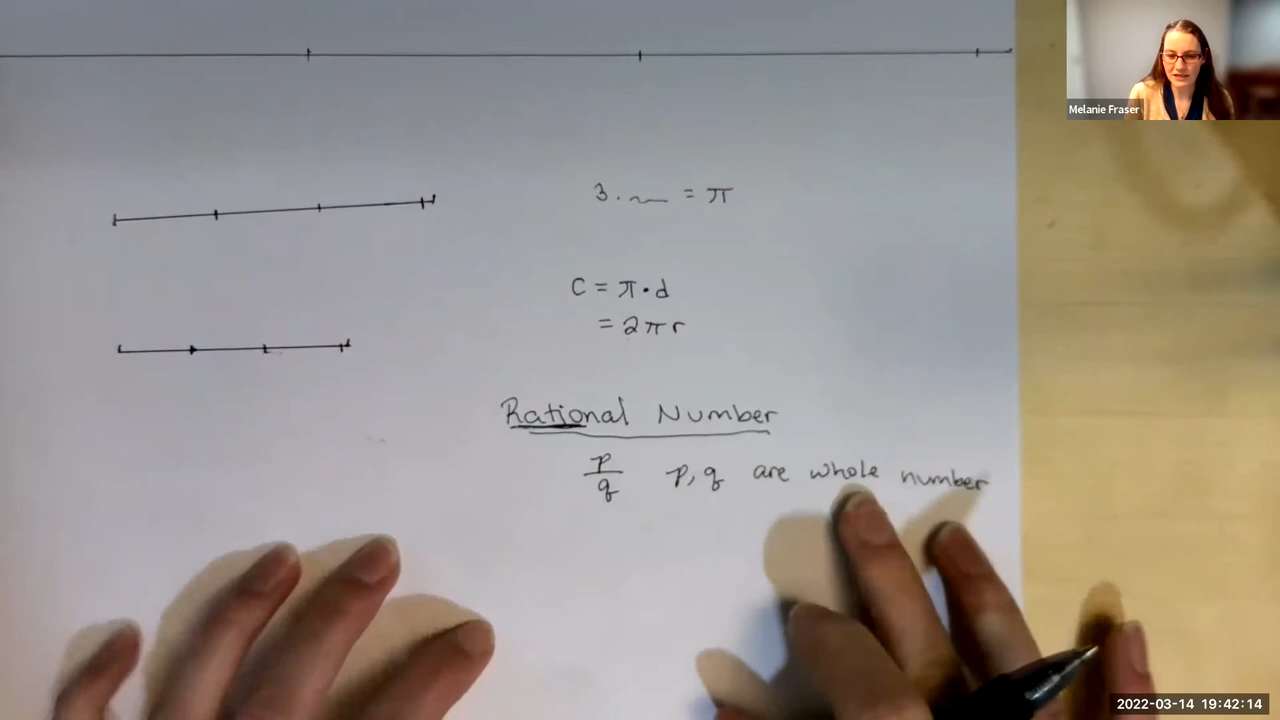 Melanie Fraser
3. = π
C = π · d
= 2πr
Rational Number
p/q p, q are whole number
2022-03-14 19:42:14